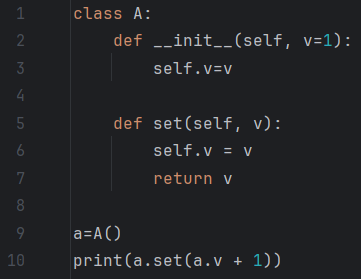 1 class A:
2     def __init__(self, v=1):
3         self.v=v
4
5     def set(self, v):
6         self.v = v
7         return v
8
9 a=A()
10 print(a.set(a.v + 1))